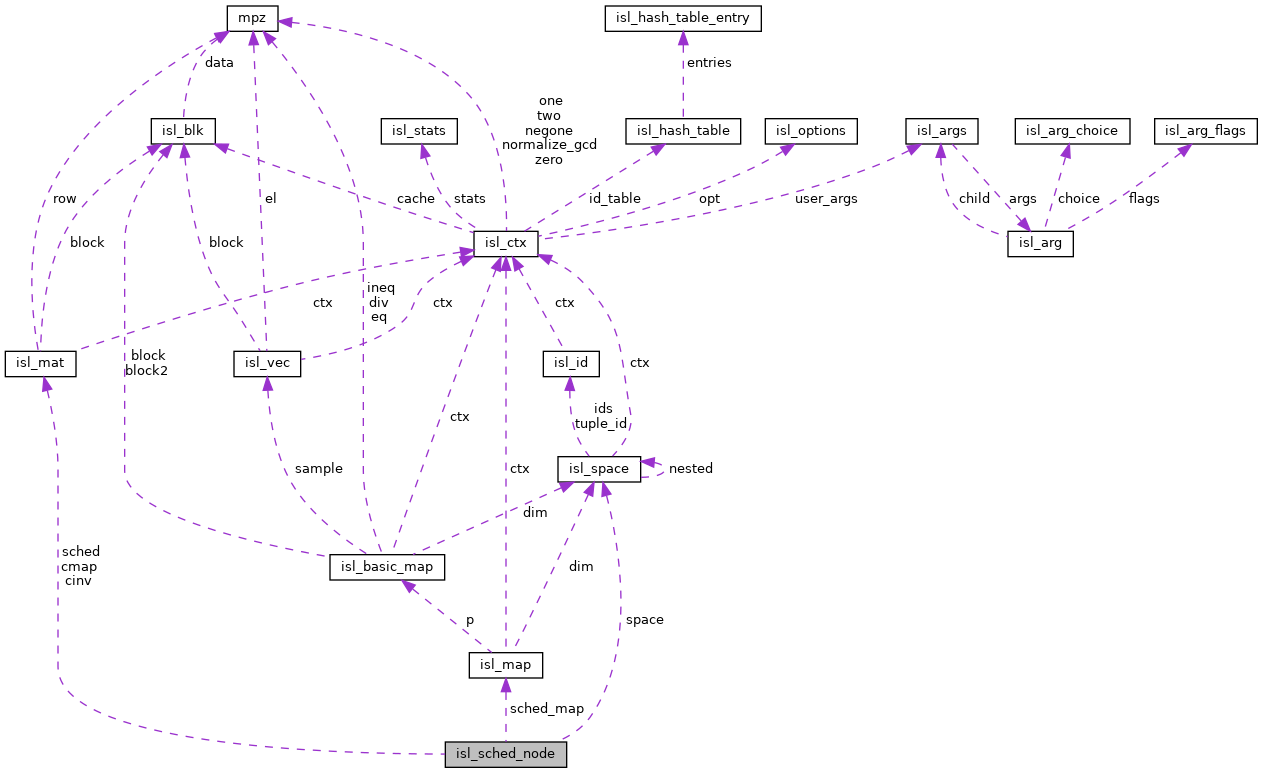 mpz
isl_hash_table_entry
data
entries
one
two
negone
normalize_gcd
zero
isl_blk
isl_stats
isl_hash_table
isl_options
isl_args
isl_arg_choice
isl_arg_flags
row
el
cache
stats
id_table
opt
user_args
child
args
choice
flags
block
block
isl_ctx
isl_arg
ctx
ineq
div
eq
ctx
ctx
block
block2
isl_mat
isl_vec
isl_id
ctx
ctx
ids
tuple_id
sample
ctx
isl_space
nested
dim
sched
cmap
cinv
isl_basic_map
dim
p
space
isl_map
sched_map
isl_sched_node